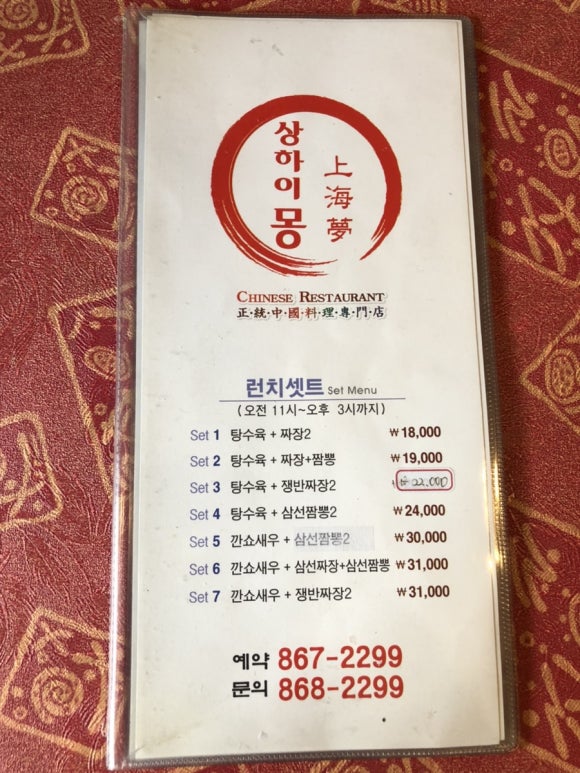 상하이몽
上海夢
CHINESE RESTAURANT
正·統·中·國·料·理·專·門·店
런치셋트 Set Menu
(오전 11시~오후 3시까지)
Set 1 탕수육 + 짜장2 ₩18,000
Set 2 탕수육 + 짜장+짬뽕 ₩19,000
Set 3 탕수육 + 쟁반짜장2 ₩22,000
Set 4 탕수육 + 삼선짬뽕2 ₩24,000
Set 5 깐쇼새우 + 삼선짬뽕2 ₩30,000
Set 6 깐쇼새우 + 삼선짜장+삼선짬뽕 ₩31,000
Set 7 깐쇼새우 + 쟁반짜장2 ₩31,000
예약 867-2299
문의 868-2299